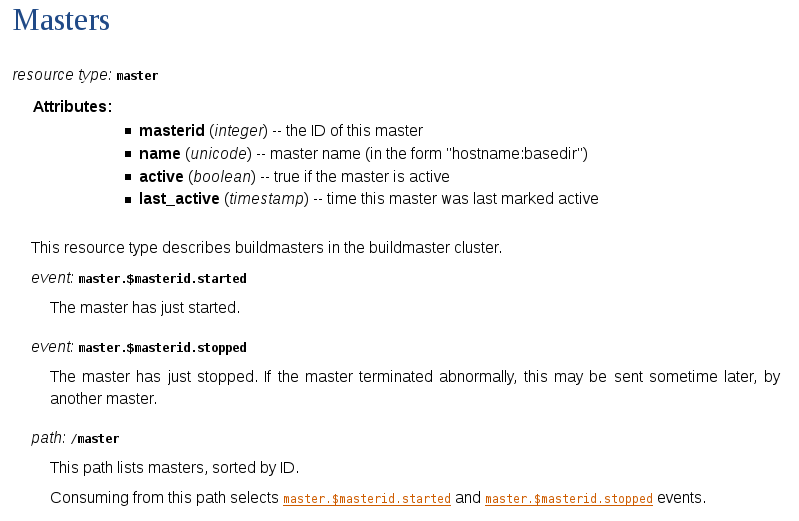 Masters
resource type: master
Attributes:
▪ masterid (integer) -- the ID of this master
▪ name (unicode) -- master name (in the form "hostname:basedir")
▪ active (boolean) -- true if the master is active
▪ last_active (timestamp) -- time this master was last marked active
This resource type describes buildmasters in the buildmaster cluster.
event: master.$masterid.started
The master has just started.
event: master.$masterid.stopped
The master has just stopped. If the master terminated abnormally, this may be sent sometime later, by
another master.
path: /master
This path lists masters, sorted by ID.
Consuming from this path selects master.$masterid.started and master.$masterid.stopped events.